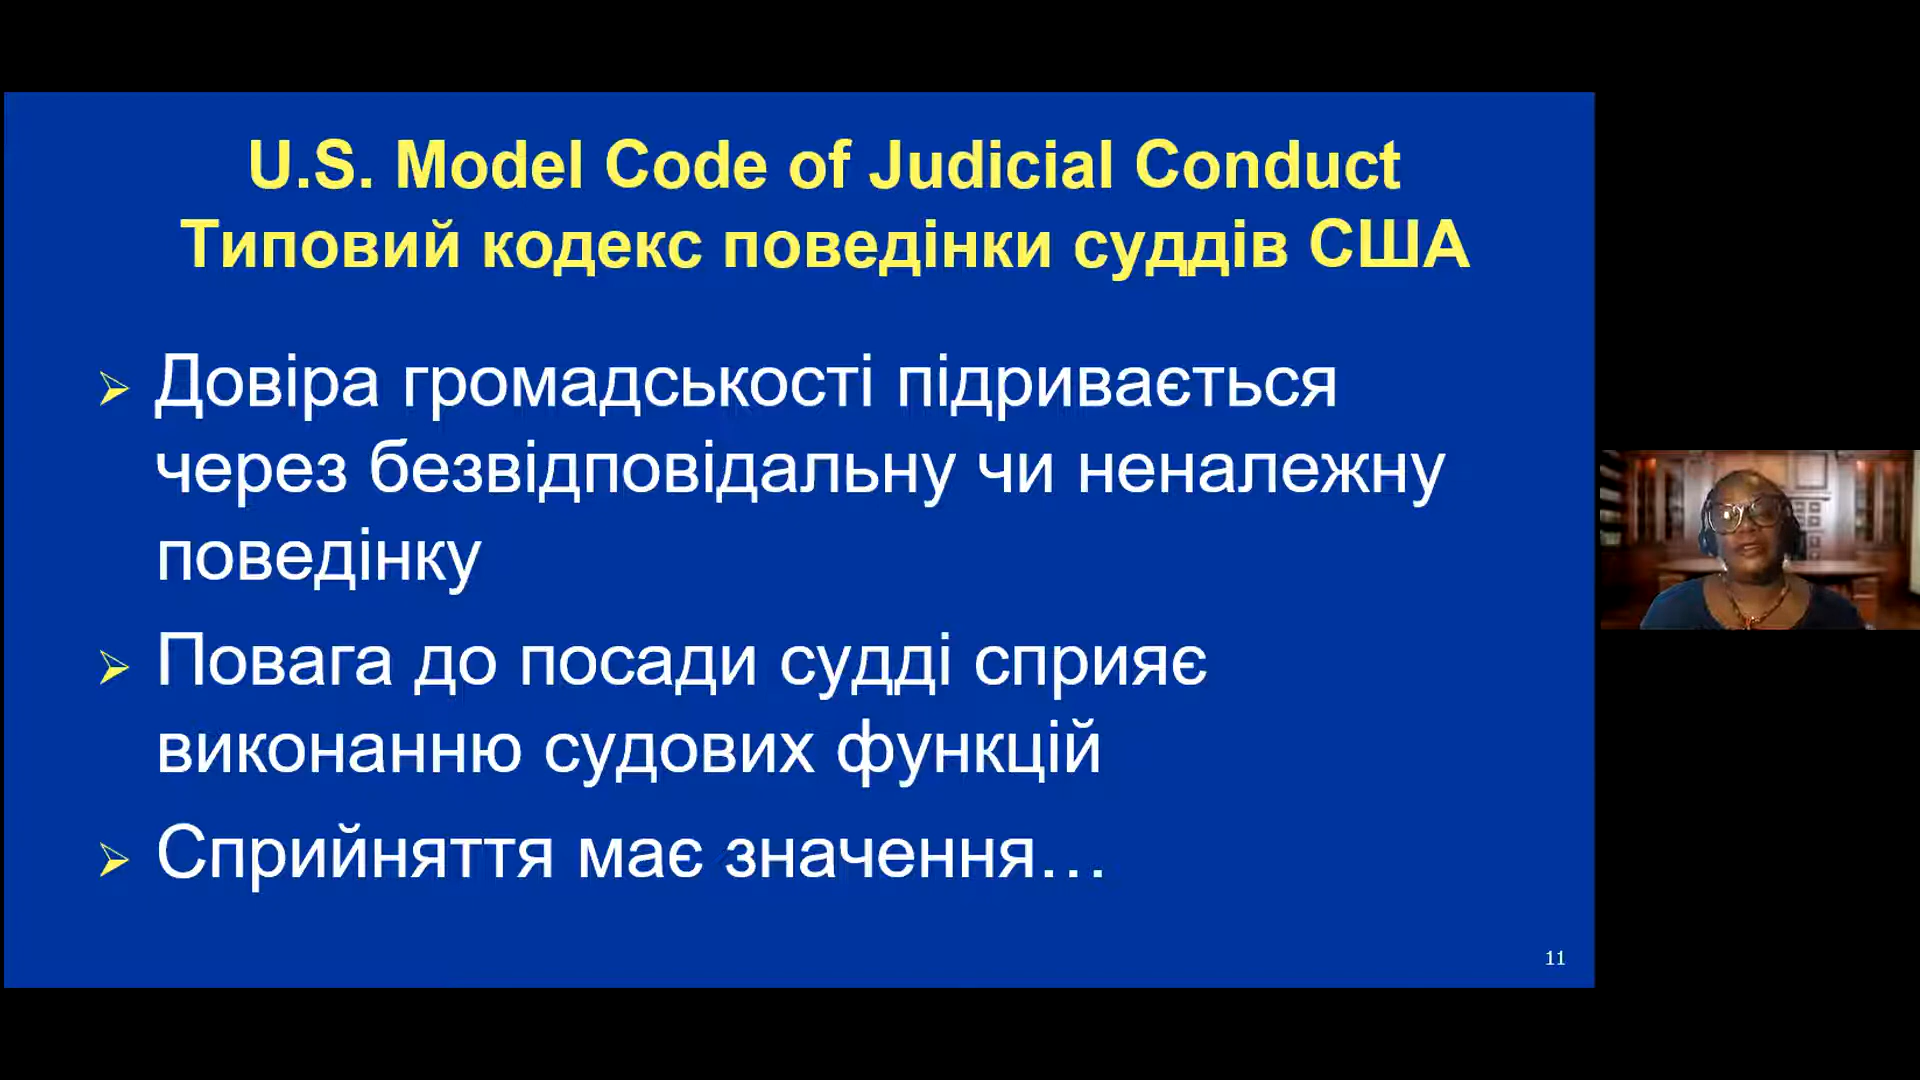 U.S. Model Code of Judicial Conduct
Типовий кодекс поведінки суддів США
➢ Довіра громадськості підривається
через безвідповідальну чи неналежну
поведінку
➢ Повага до посади судді сприяє
виконанню судових функцій
➢ Сприйняття має значення…
11